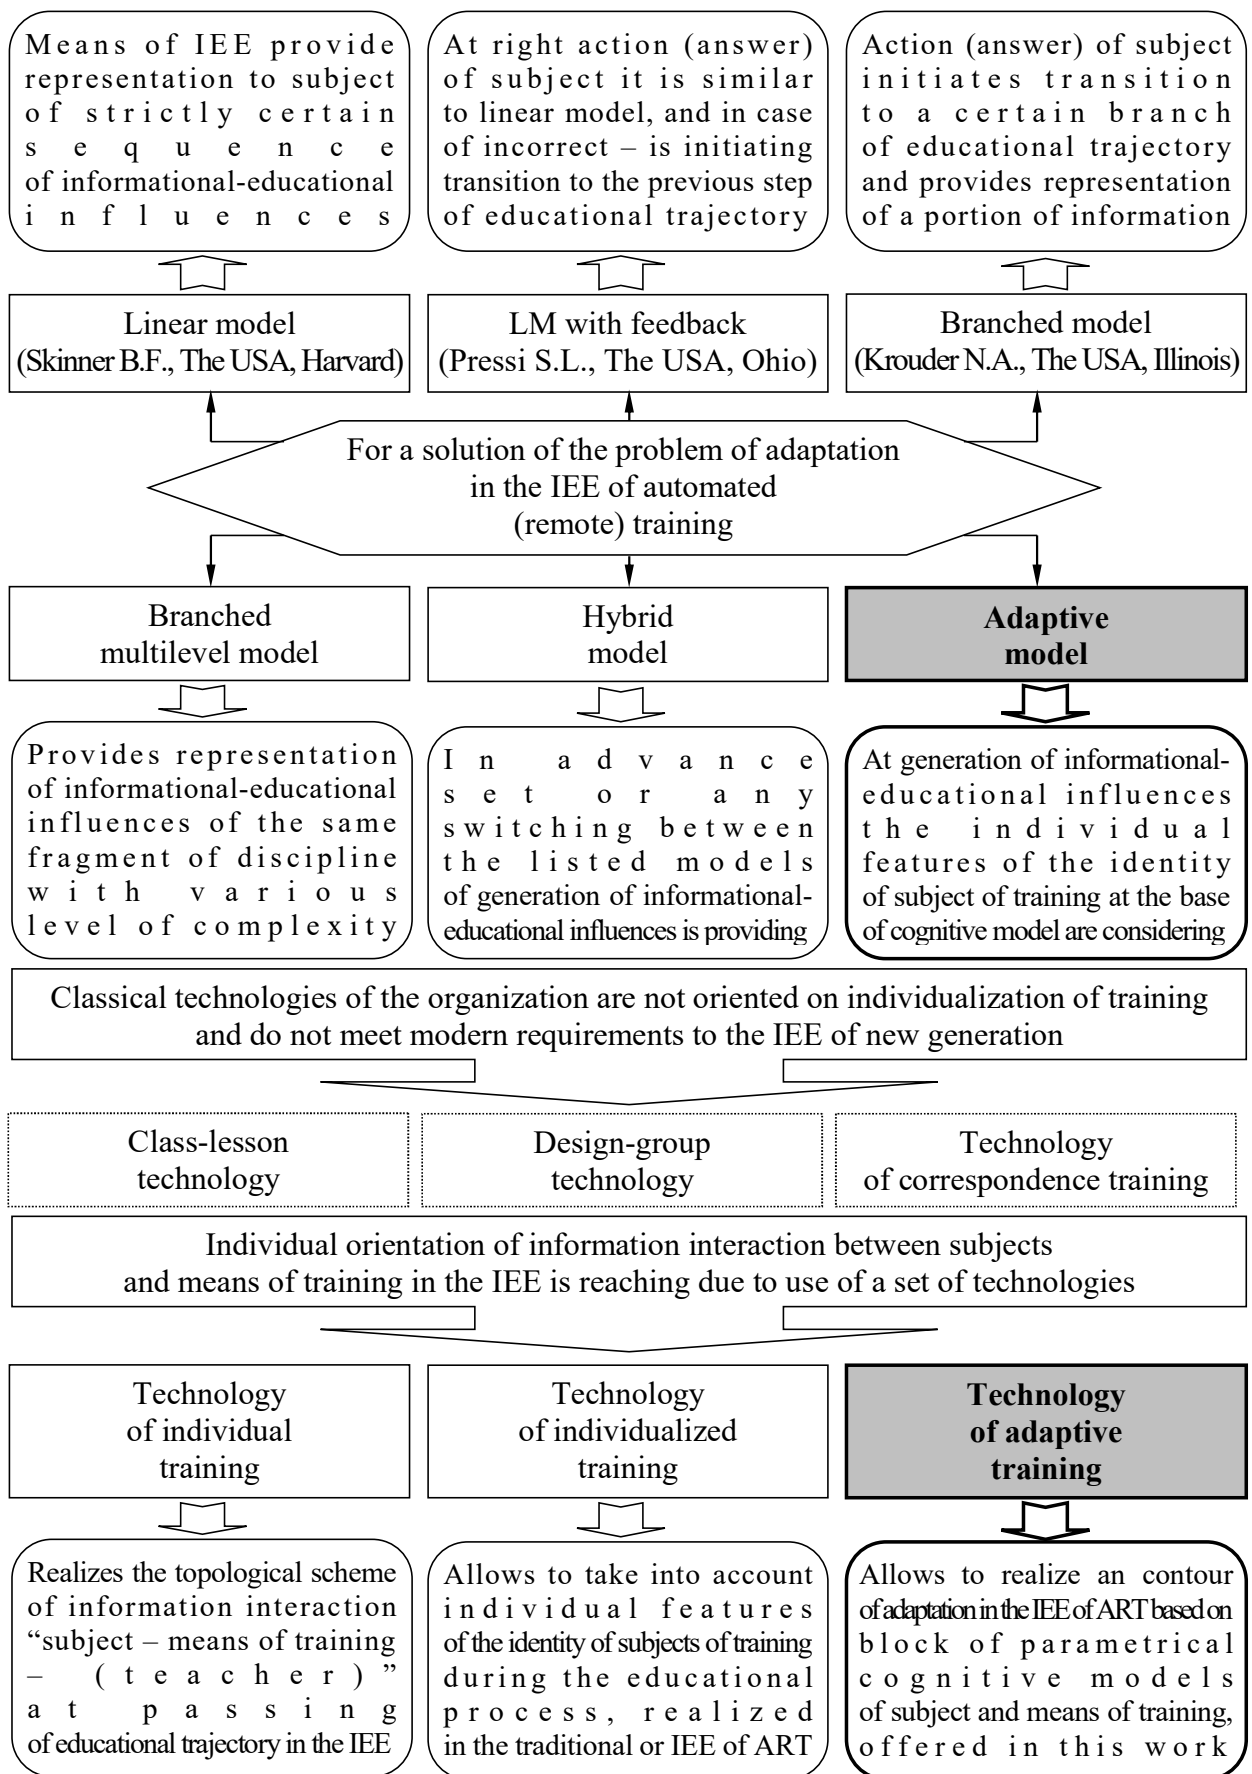 Means of IEE provide
representation to subject
of strictly certain
sequence
of informational-educational
influences
At right action (answer)
of subject it is similar
to linear model, and in case
of incorrect – is initiating
transition to the previous step
of educational trajectory
Action (answer) of subject
initiates transition
to a certain branch
of educational trajectory
and provides representation
of a portion of information
Linear model
(Skinner B.F., The USA, Harvard)
LM with feedback
(Pressi S.L., The USA, Ohio)
Branched model
(Krouder N.A., The USA, Illinois)
For a solution of the problem of adaptation
in the IEE of automated
(remote) training
Branched
multilevel model
Hybrid
model
Adaptive
model
Provides representation
of informational-educational
influences of the same
fragment of discipline
with various
level of complexity
In advance
set or any
switching between
the listed models
of generation of informational-
educational influences is providing
At generation of informational-
educational influences
the individual
features of the identity
of subject of training at the base
of cognitive model are considering
Classical technologies of the organization are not oriented on individualization of training
and do not meet modern requirements to the IEE of new generation
Class-lesson
technology
Design-group
technology
Technology
of correspondence training
Individual orientation of information interaction between subjects
and means of training in the IEE is reaching due to use of a set of technologies
Technology
of individual
training
Technology
of individualized
training
Technology
of adaptive
training
Realizes the topological scheme
of information interaction
“subject – means of training
– (teacher)”
at passing
of educational trajectory in the IEE
Allows to take into account
individual features
of the identity of subjects of training
during the educational
process, realized
in the traditional or IEE of ART
Allows to realize an contour
of adaptation in the IEE of ART based on
block of parametrical
cognitive models
of subject and means of training,
offered in this work